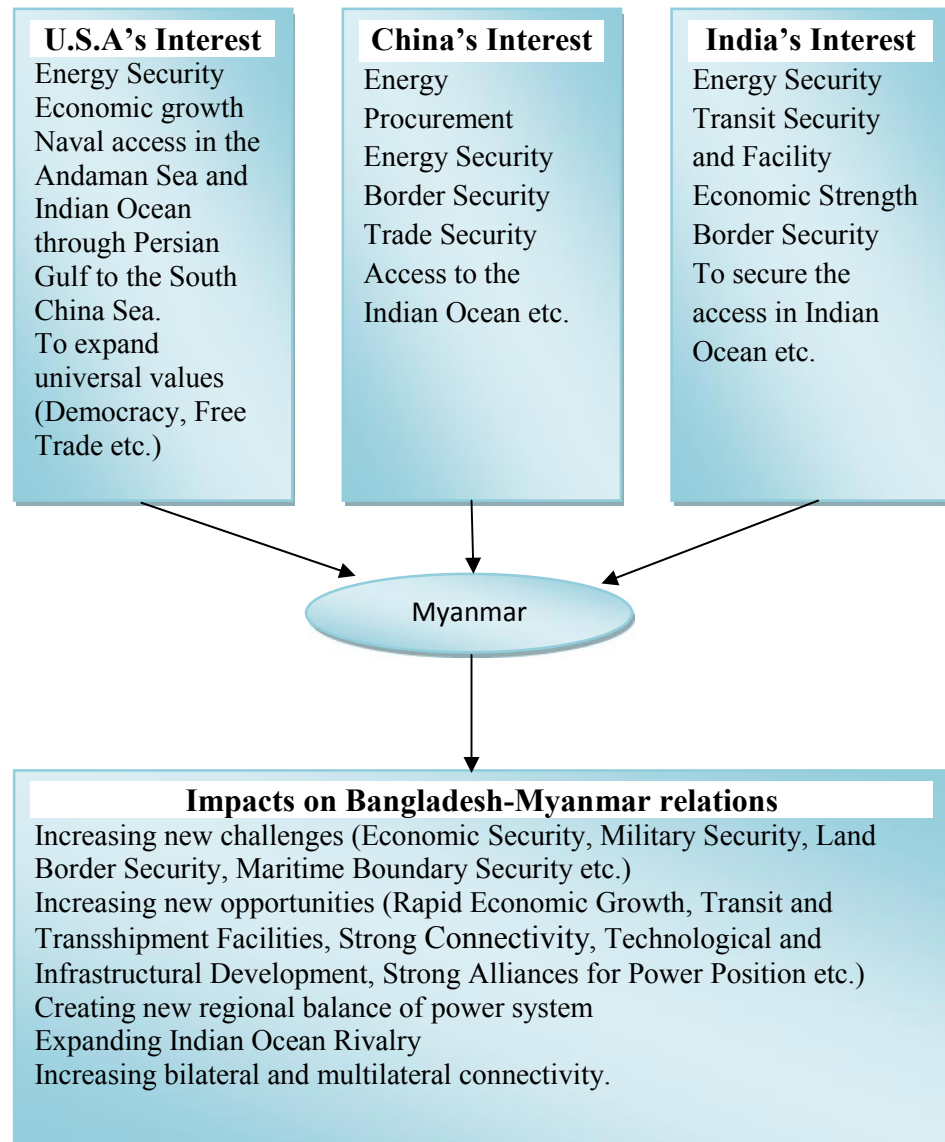 U.S.A’s Interest
Energy Security
Economic growth
Naval access in the
Andaman Sea and
Indian Ocean
through Persian
Gulf to the South
China Sea.
To expand
universal values
(Democracy, Free
Trade etc.)
China’s Interest
Energy
Procurement
Energy Security
Border Security
Trade Security
Access to the
Indian Ocean etc.
India’s Interest
Energy Security
Transit Security
and Facility
Economic Strength
Border Security
To secure the
access in Indian
Ocean etc.
Myanmar
Impacts on Bangladesh-Myanmar relations
Increasing new challenges (Economic Security, Military Security, Land
Border Security, Maritime Boundary Security etc.)
Increasing new opportunities (Rapid Economic Growth, Transit and
Transshipment Facilities, Strong Connectivity, Technological and
Infrastructural Development, Strong Alliances for Power Position etc.)
Creating new regional balance of power system
Expanding Indian Ocean Rivalry
Increasing bilateral and multilateral connectivity.